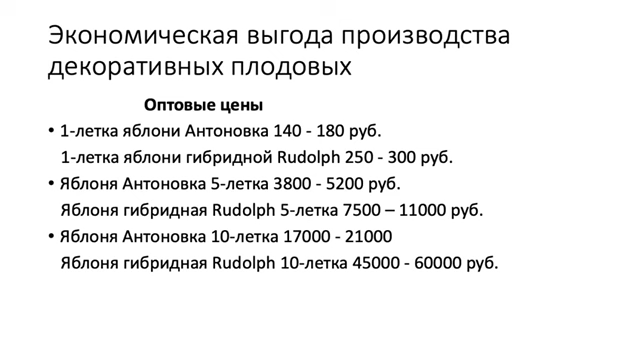 Экономическая выгода производства
декоративных плодовых
Оптовые цены
• 1-летка яблони Антоновка 140 - 180 руб.
1-летка яблони гибридной Rudolph 250 - 300 руб.
• Яблоня Антоновка 5-летка 3800 - 5200 руб.
Яблоня гибридная Rudolph 5-летка 7500 – 11000 руб.
• Яблоня Антоновка 10-летка 17000 - 21000
Яблоня гибридная Rudolph 10-летка 45000 - 60000 руб.